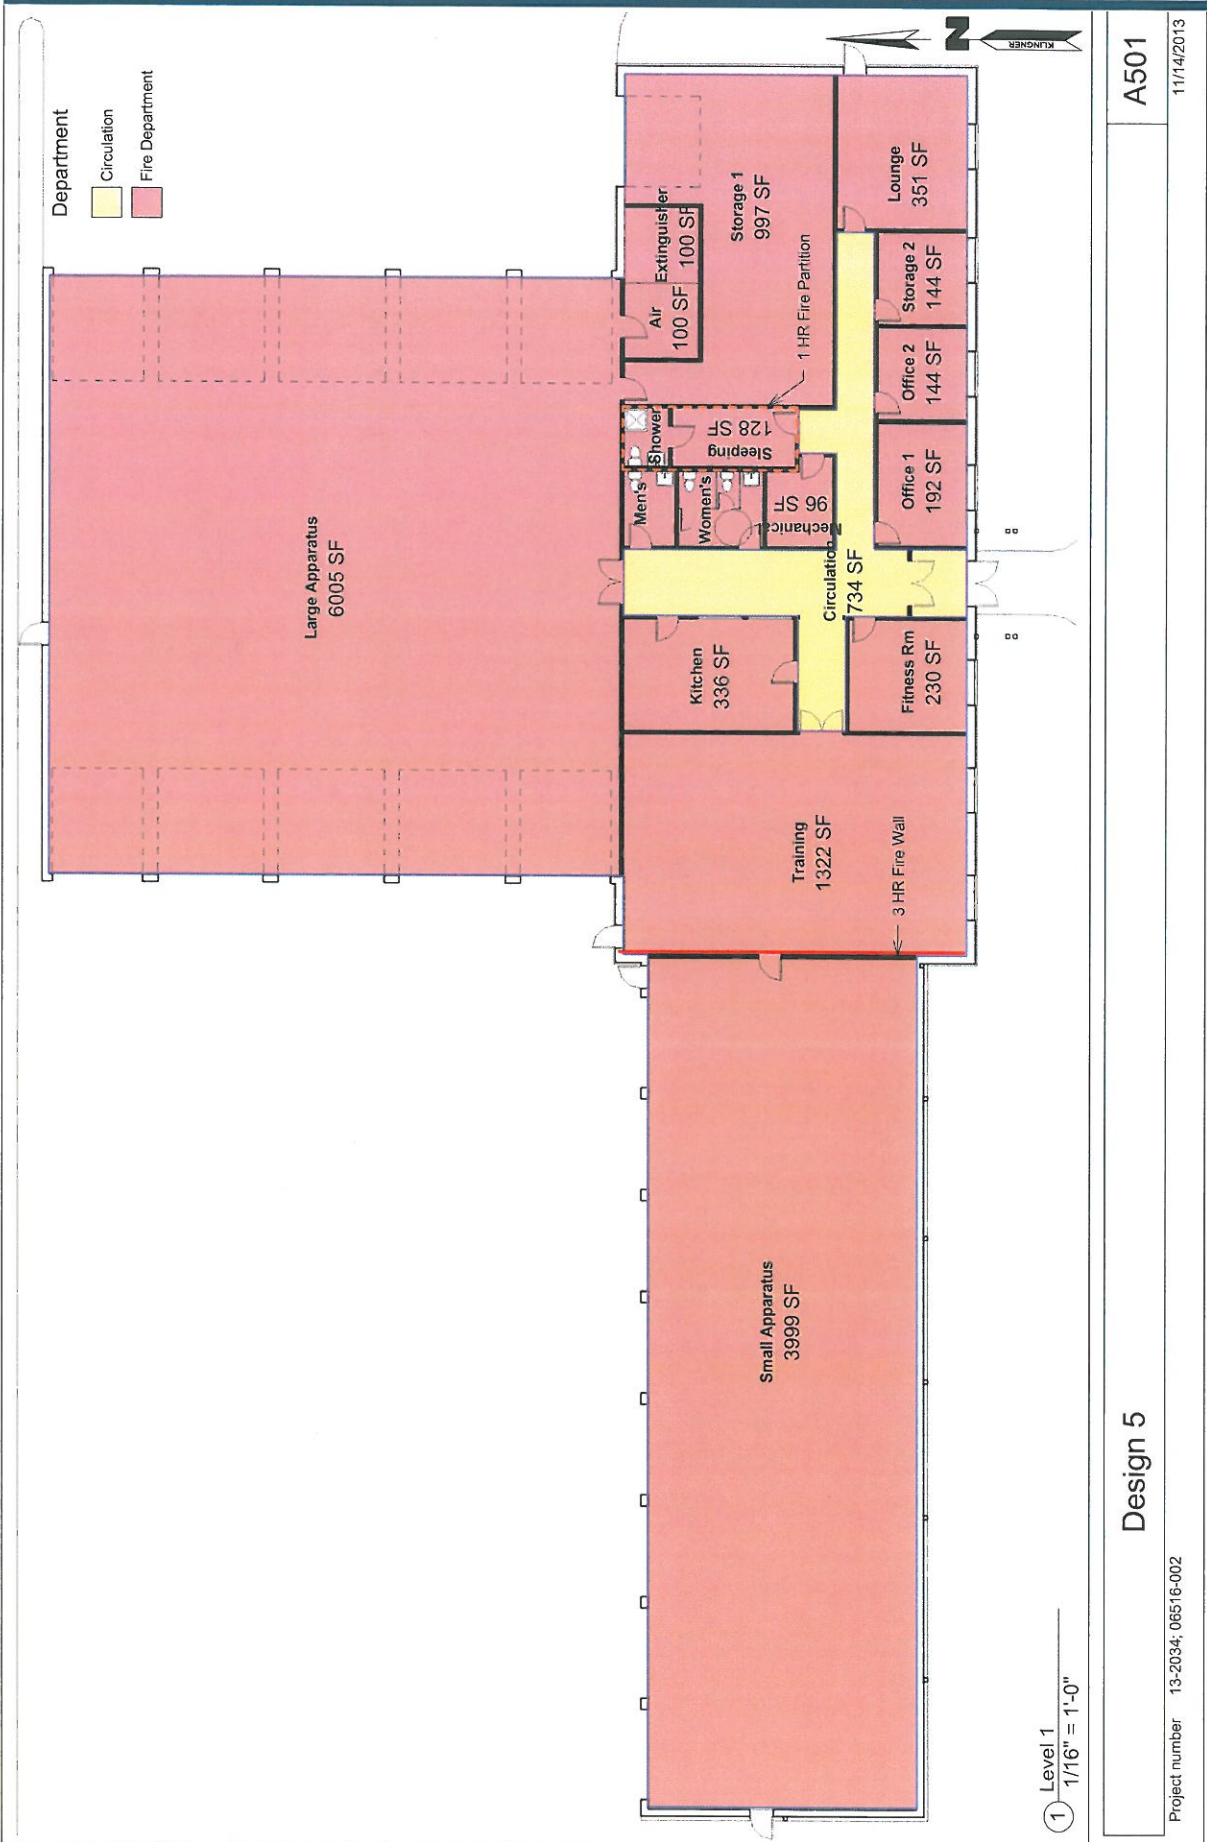 Department
Circulation
Fire Department
Large Apparatus
6005 SF
Extinguisher
100 SF
Air
100 SF
Storage 1
997 SF
1 HR Fire Partition
Lounge
351 SF
Storage 2
144 SF
Office 2
144 SF
Office 1
192 SF
Shower
Sleeping
128 SF
Men's
Women's
Mechanical
96 SF
Circulation
734 SF
Kitchen
336 SF
Fitness Rm
230 SF
Training
1322 SF
3 HR Fire Wall
Small Apparatus
3999 SF
N
KLINGNER
1 Level 1
1/16" = 1'-0"
Design 5
A501
Project number 13-2034; 06516-002
11/14/2013